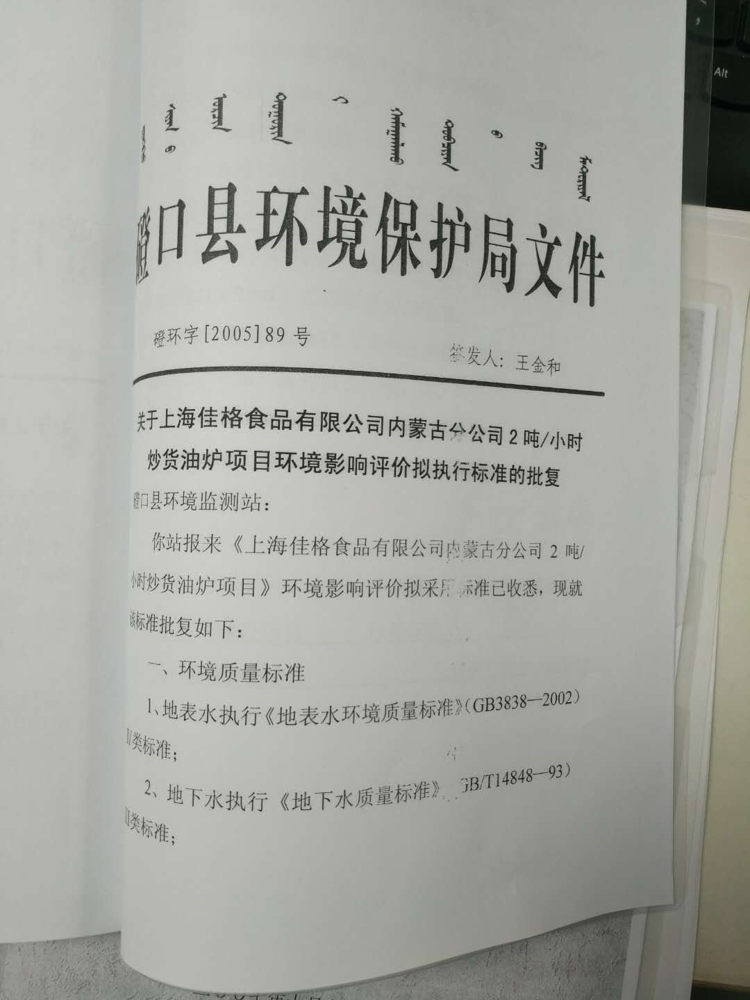 磴口县环境保护局文件
磴环字[2005]89 号
签发人：王金和
关于上海佳格食品有限公司内蒙古分公司2吨/小时
炒货油炉项目环境影响评价拟执行标准的批复
磴口县环境监测站：
你站报来《上海佳格食品有限公司内蒙古分公司 2 吨/
小时炒货油炉项目》环境影响评价拟采用标准已收悉，现就
该标准批复如下：
一、环境质量标准
1、地表水执行《地表水环境质量标准》（GB3838—2002）
类标准；
2、地下水执行《地下水质量标准》 GB/T14848—93）
类标准；
Alt